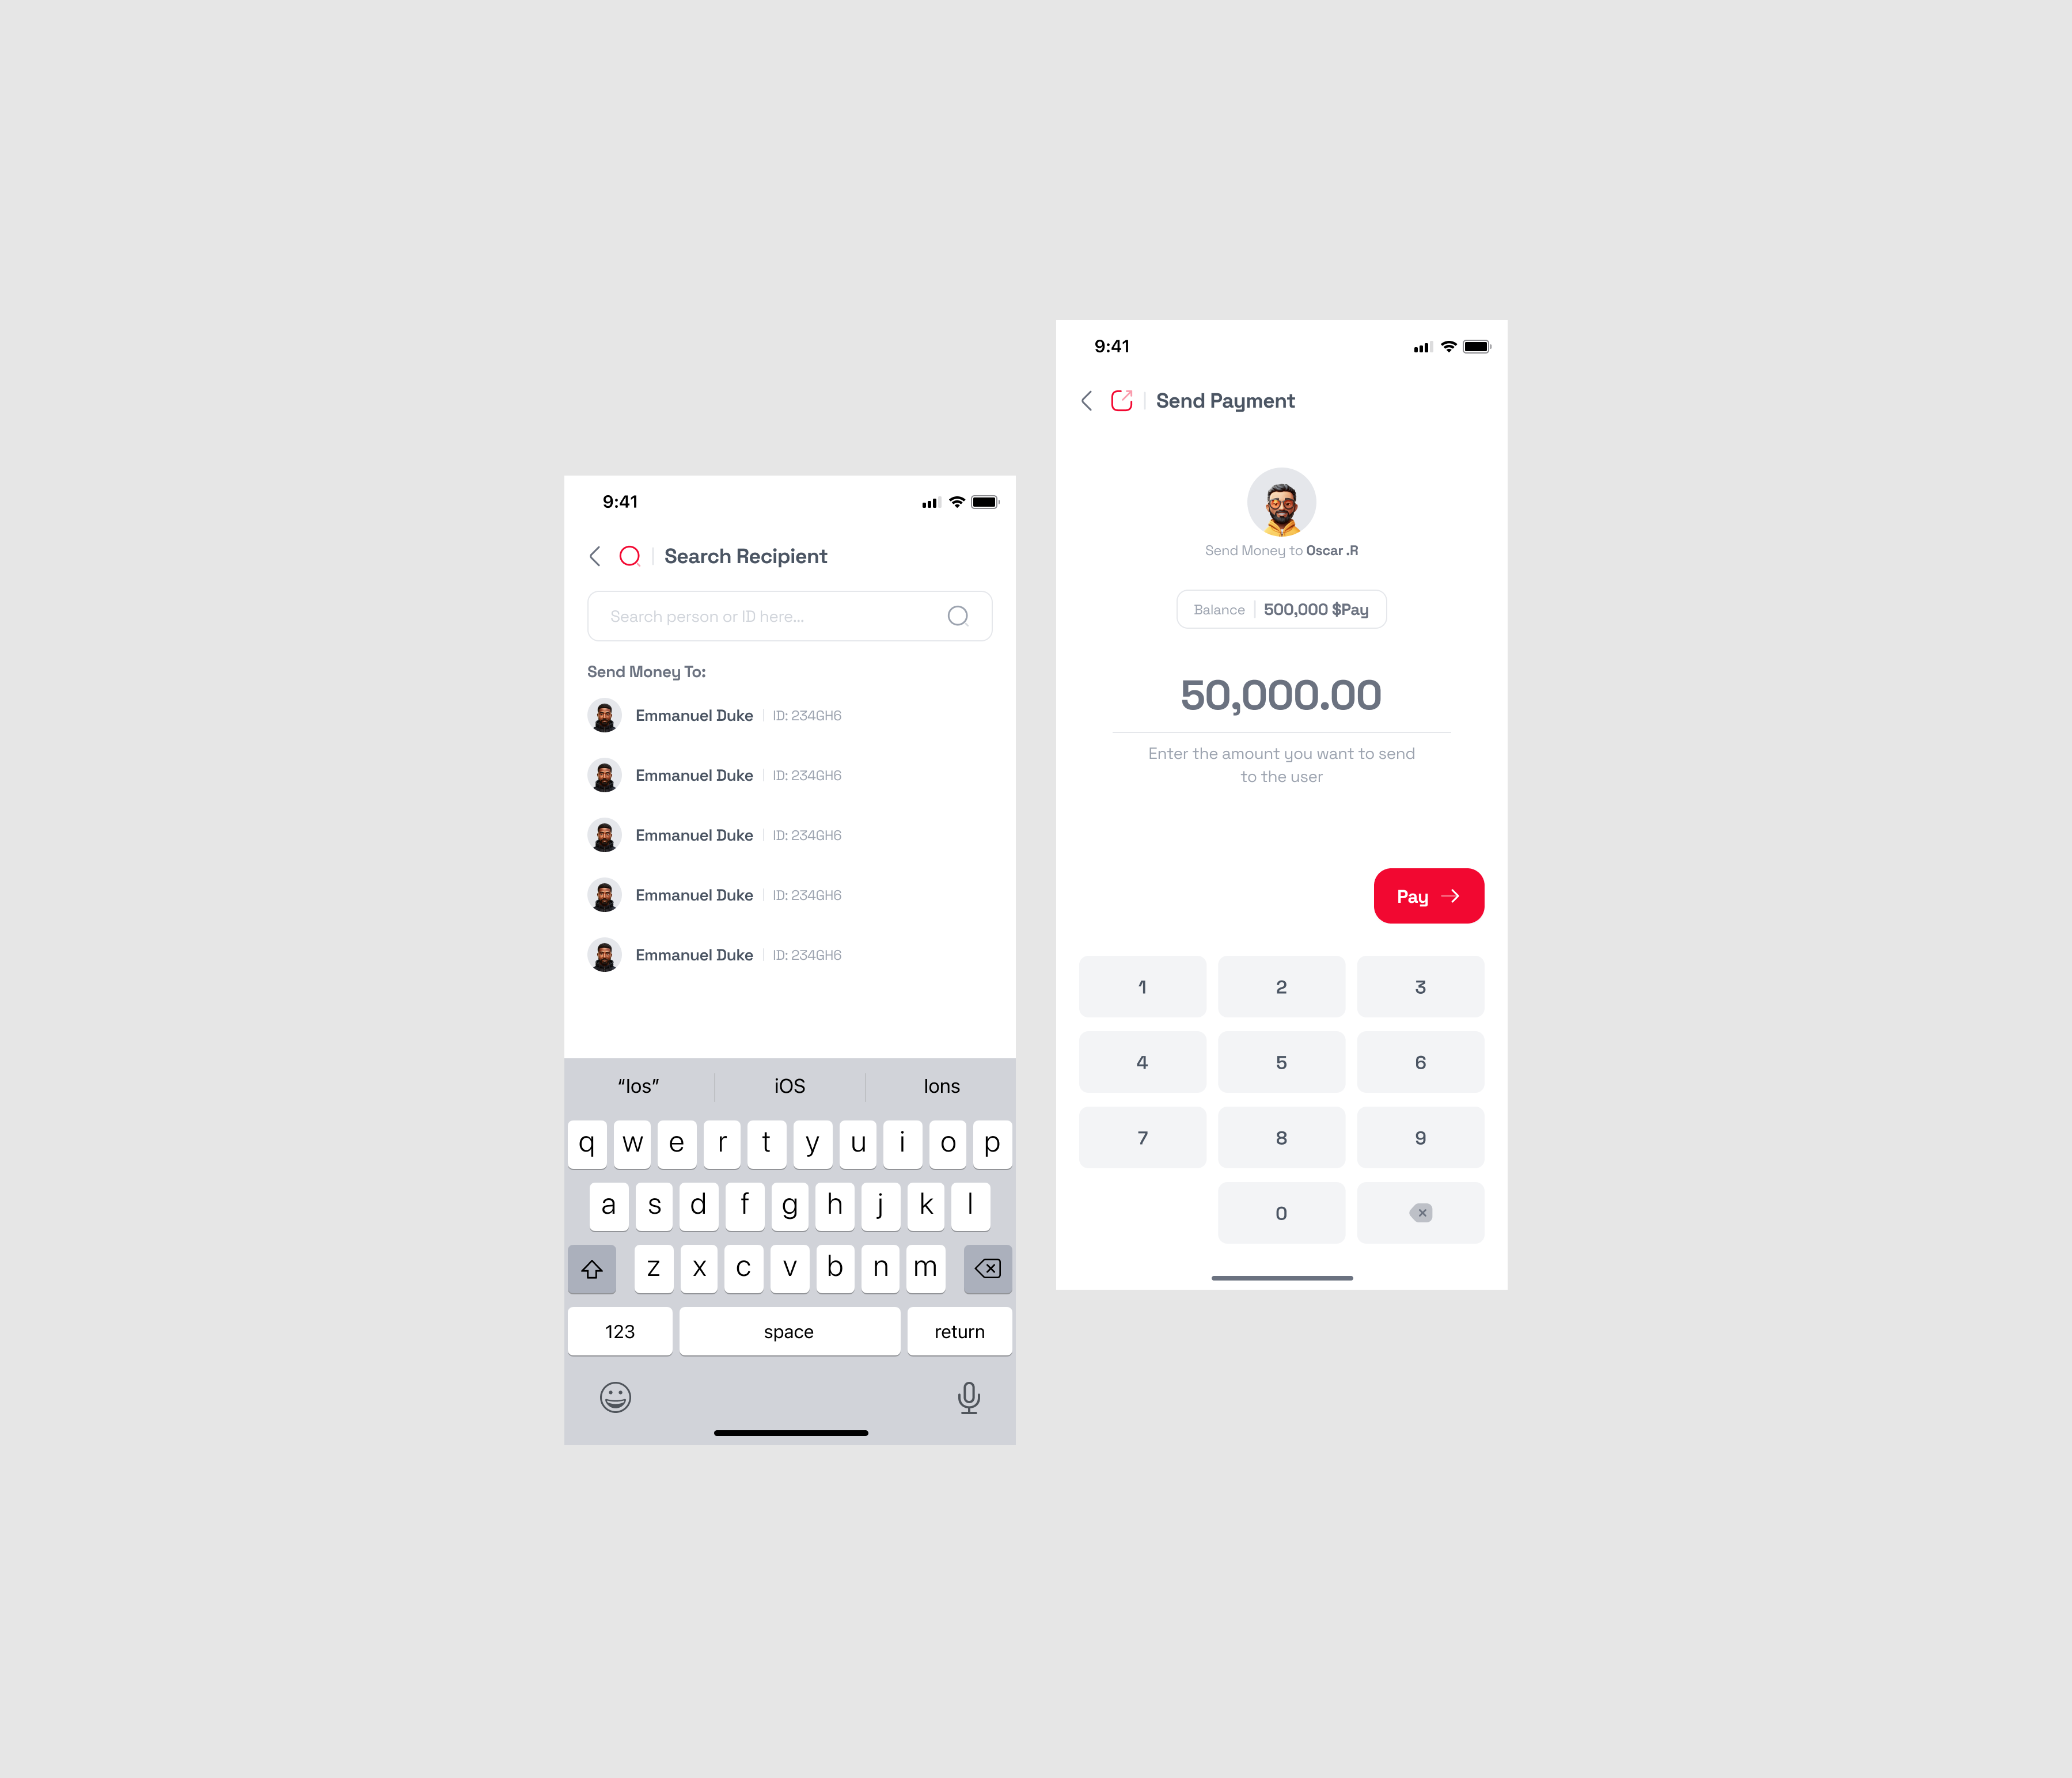 9:41
Search Recipient
Search person or ID here...
Send Money To:
Emmanuel Duke ID: 234GH6
Emmanuel Duke ID: 234GH6
Emmanuel Duke ID: 234GH6
Emmanuel Duke ID: 234GH6
Emmanuel Duke ID: 234GH6
“Ios” iOS Ions
q w e r t y u i o p
a s d f g h j k l
z x c v b n m
123 space return
9:41
Send Payment
Send Money to Oscar .R
Balance 500,000 $Pay
50,000.00
Enter the amount you want to send
to the user
Pay
1 2 3
4 5 6
7 8 9
0